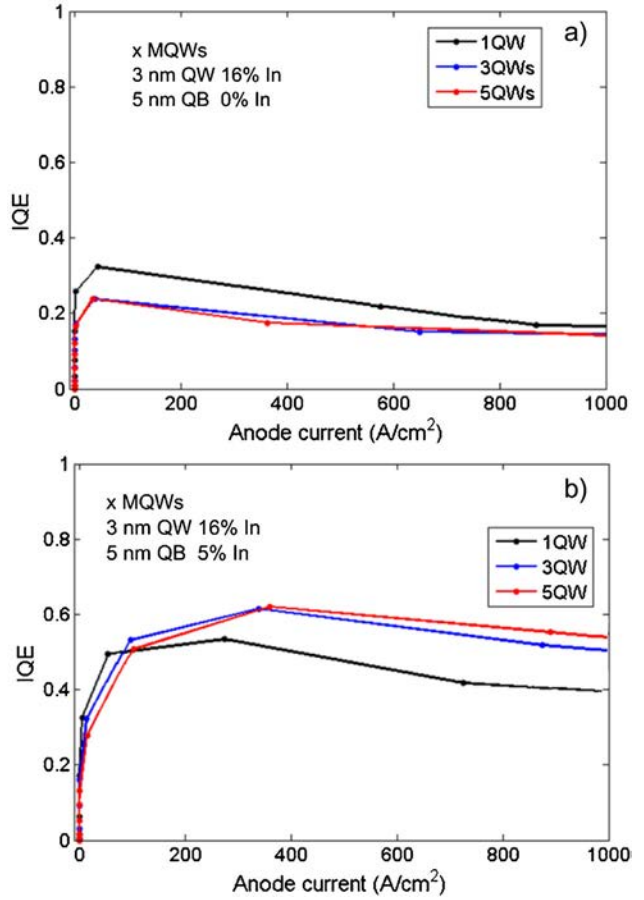 a)
x MQWs
3 nm QW 16% In
5 nm QB 0% In
1QW
3QWs
5QWs
1
0.8
0.6
0.4
0.2
0
IQE
0 200 400 600 800 1000
Anode current (A/cm²)
b)
x MQWs
3 nm QW 16% In
5 nm QB 5% In
1QW
3QW
5QW
1
0.8
0.6
0.4
0.2
0
IQE
0 200 400 600 800 1000
Anode current (A/cm²)